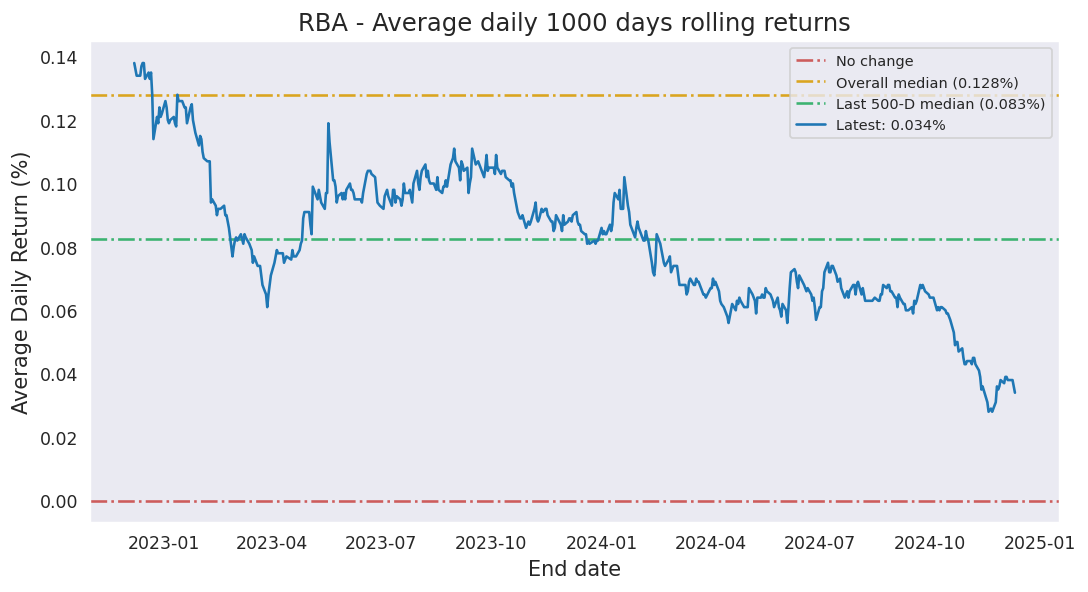 RBA - Average daily 1000 days rolling returns
No change
Overall median (0.128%)
Last 500-D median (0.083%)
Latest: 0.034%
Average Daily Return (%)
0.14
0.12
0.10
0.08
0.06
0.04
0.02
0.00
2023-01 2023-04 2023-07 2023-10 2024-01 2024-04 2024-07 2024-10 2025-01
End date